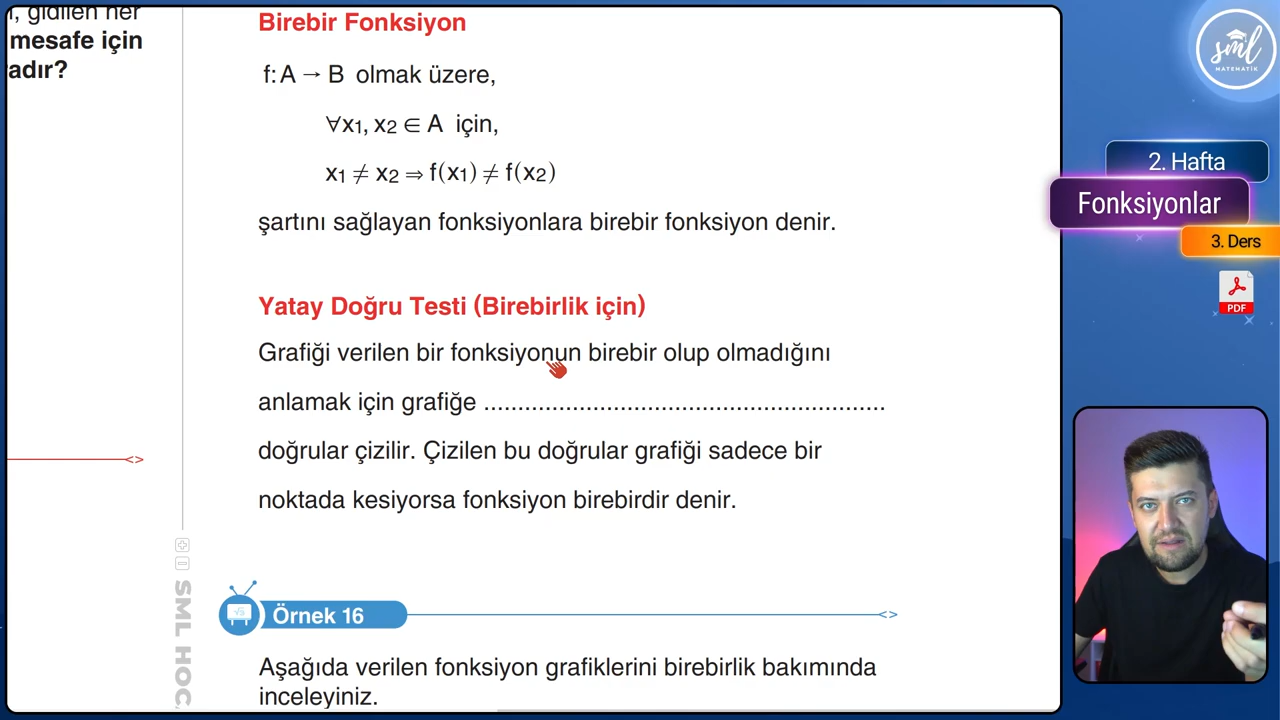 , gidilen her
mesafe için
adır?
Birebir Fonksiyon
f: A → B olmak üzere,
∀x1, x2 ∈ A için,
x1 ≠ x2 ⇒ f(x1) ≠ f(x2)
şartını sağlayan fonksiyonlara birebir fonksiyon denir.
Yatay Doğru Testi (Birebirlik için)
Grafiği verilen bir fonksiyonun birebir olup olmadığını
anlamak için grafiğe ...........................................................
doğrular çizilir. Çizilen bu doğrular grafiği sadece bir
noktada kesiyorsa fonksiyon birebirdir denir.
SML HOC
Örnek 16
Aşağıda verilen fonksiyon grafiklerini birebirlik bakımında
inceleyiniz.
sml
MATEMATİK
2. Hafta
Fonksiyonlar
3. Ders
PDF